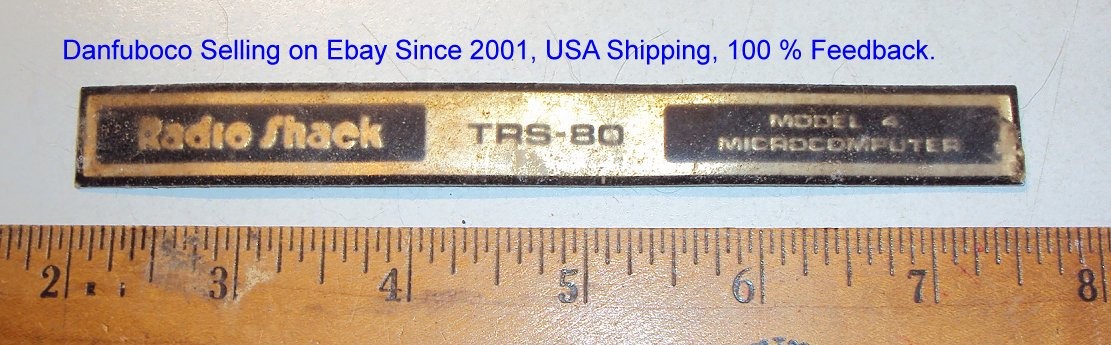 Danfuboco Selling on Ebay Since 2001, USA Shipping, 100 % Feedback.
Radio Shack
TRS-80
MODEL 4
MICROCOMPUTER
2 3 4 5 6 7 8